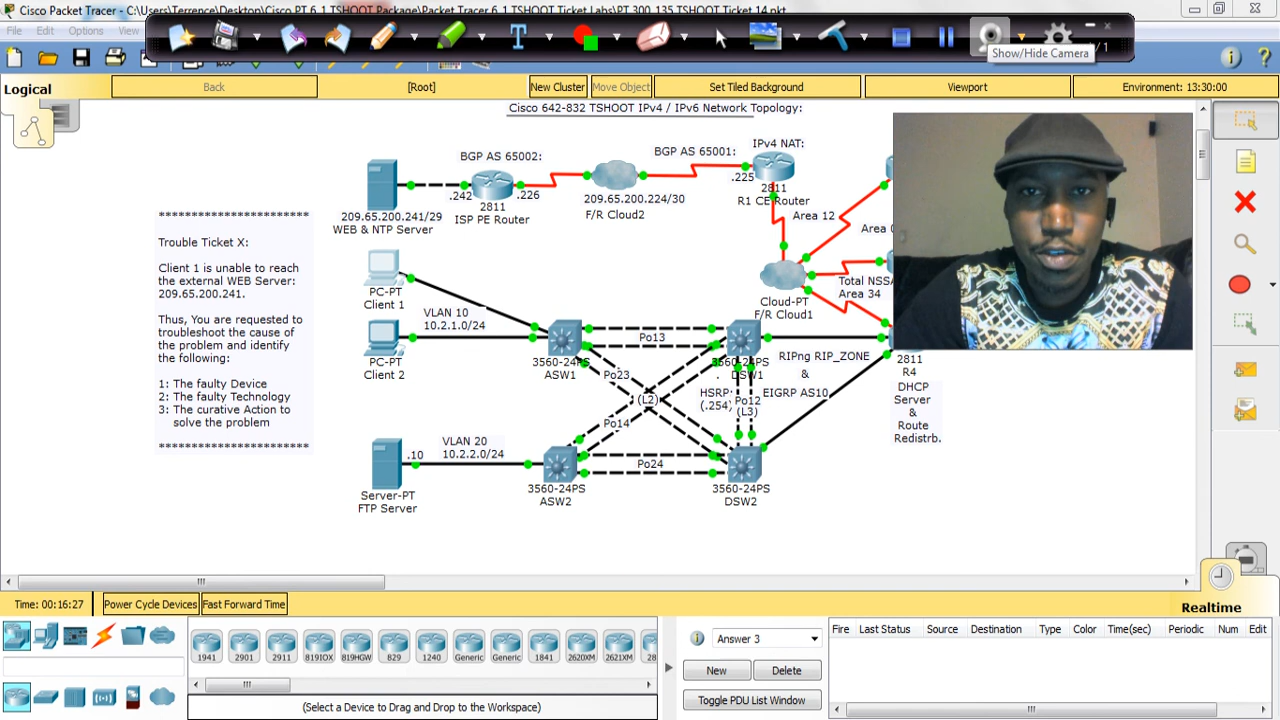 Cisco Packet Tracer - C:\Users\Terrence\Desktop\Cisco PT 6_1 TSHOOT Package\Packet Tracer 6_1 TSHOOT Ticket Labs\PT 300_135 TSHOOT Ticket 14.pkt
File Edit Options View
/ 1
Show/Hide Camera
Logical
Back
[Root]
New Cluster
Move Object
Set Tiled Background
Viewport
Environment: 13:30:00
Cisco 642-832 TSHOOT IPv4 / IPv6 Network Topology:
BGP AS 65002:
BGP AS 65001:
IPv4 NAT:
.242
.226
.225
2811
ISP PE Router
209.65.200.224/30
F/R Cloud2
2811
R1 CE Router
209.65.200.241/29
WEB & NTP Server
Area 12
Area
********************************
Trouble Ticket X:
Client 1 is unable to reach
the external WEB Server:
209.65.200.241.
Thus, You are requested to
troubleshoot the cause of
the problem and identify
the following:
1: The faulty Device
2: The faulty Technology
3: The curative Action to
solve the problem
********************************
PC-PT
Client 1
VLAN 10
10.2.1.0/24
PC-PT
Client 2
Total NSSA
Area 34
Cloud-PT
F/R Cloud1
Po13
3560-24PS
ASW1
3560-24PS
DSW1
RIPng RIP_ZONE
&
EIGRP AS10
2811
R4
DHCP
Server
&
Route
Redistrb.
Po23
(L2)
HSRP:
(.254)
Po12
(L3)
Po14
VLAN 20
10.2.2.0/24
.10
Po24
Server-PT
FTP Server
3560-24PS
ASW2
3560-24PS
DSW2
Time: 00:16:27
Power Cycle Devices
Fast Forward Time
Realtime
1941 2901 2911 819IOX 819HGW 829 1240 Generic Generic 1841 2620XM 2621XM 28
(Select a Device to Drag and Drop to the Workspace)
Answer 3
New
Delete
Toggle PDU List Window
Fire Last Status Source Destination Type Color Time(sec) Periodic Num Edit